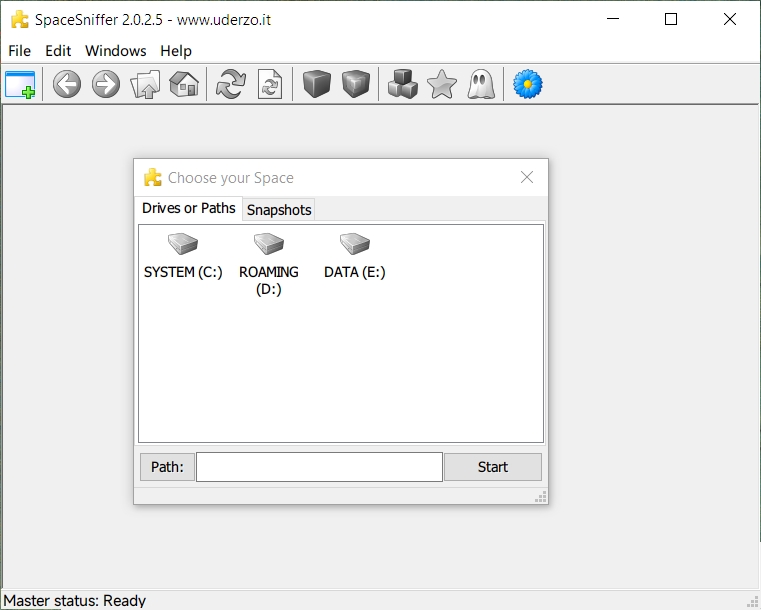 SpaceSniffer 2.0.2.5 - www.uderzo.it
File Edit Windows Help
Choose your Space
Drives or Paths Snapshots
SYSTEM (C:) ROAMING (D:) DATA (E:)
Path: Start
Master status: Ready